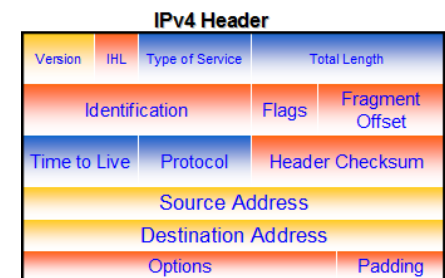 IPv4 Header
Version IHL Type of Service Total Length
Identification Flags Fragment Offset
Time to Live Protocol Header Checksum
Source Address
Destination Address
Options Padding